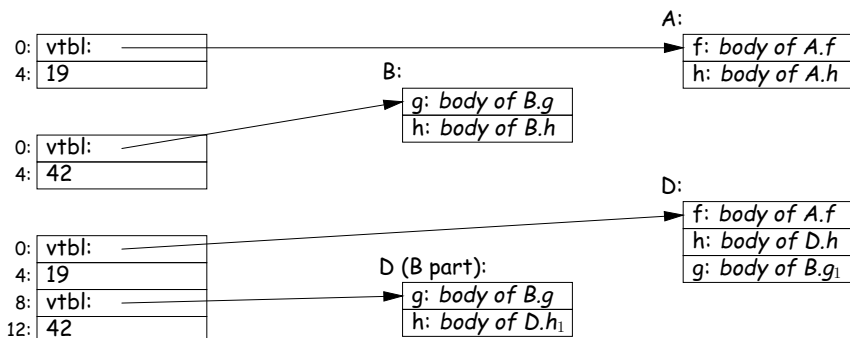 A:
0: vtbl: f: body of A.f
4: 19 h: body of A.h
B:
g: body of B.g
h: body of B.h
0: vtbl:
4: 42
D:
f: body of A.f
0: vtbl: h: body of D.h
4: 19 D (B part): g: body of B.g₁
8: vtbl: g: body of B.g
12: 42 h: body of D.h₁